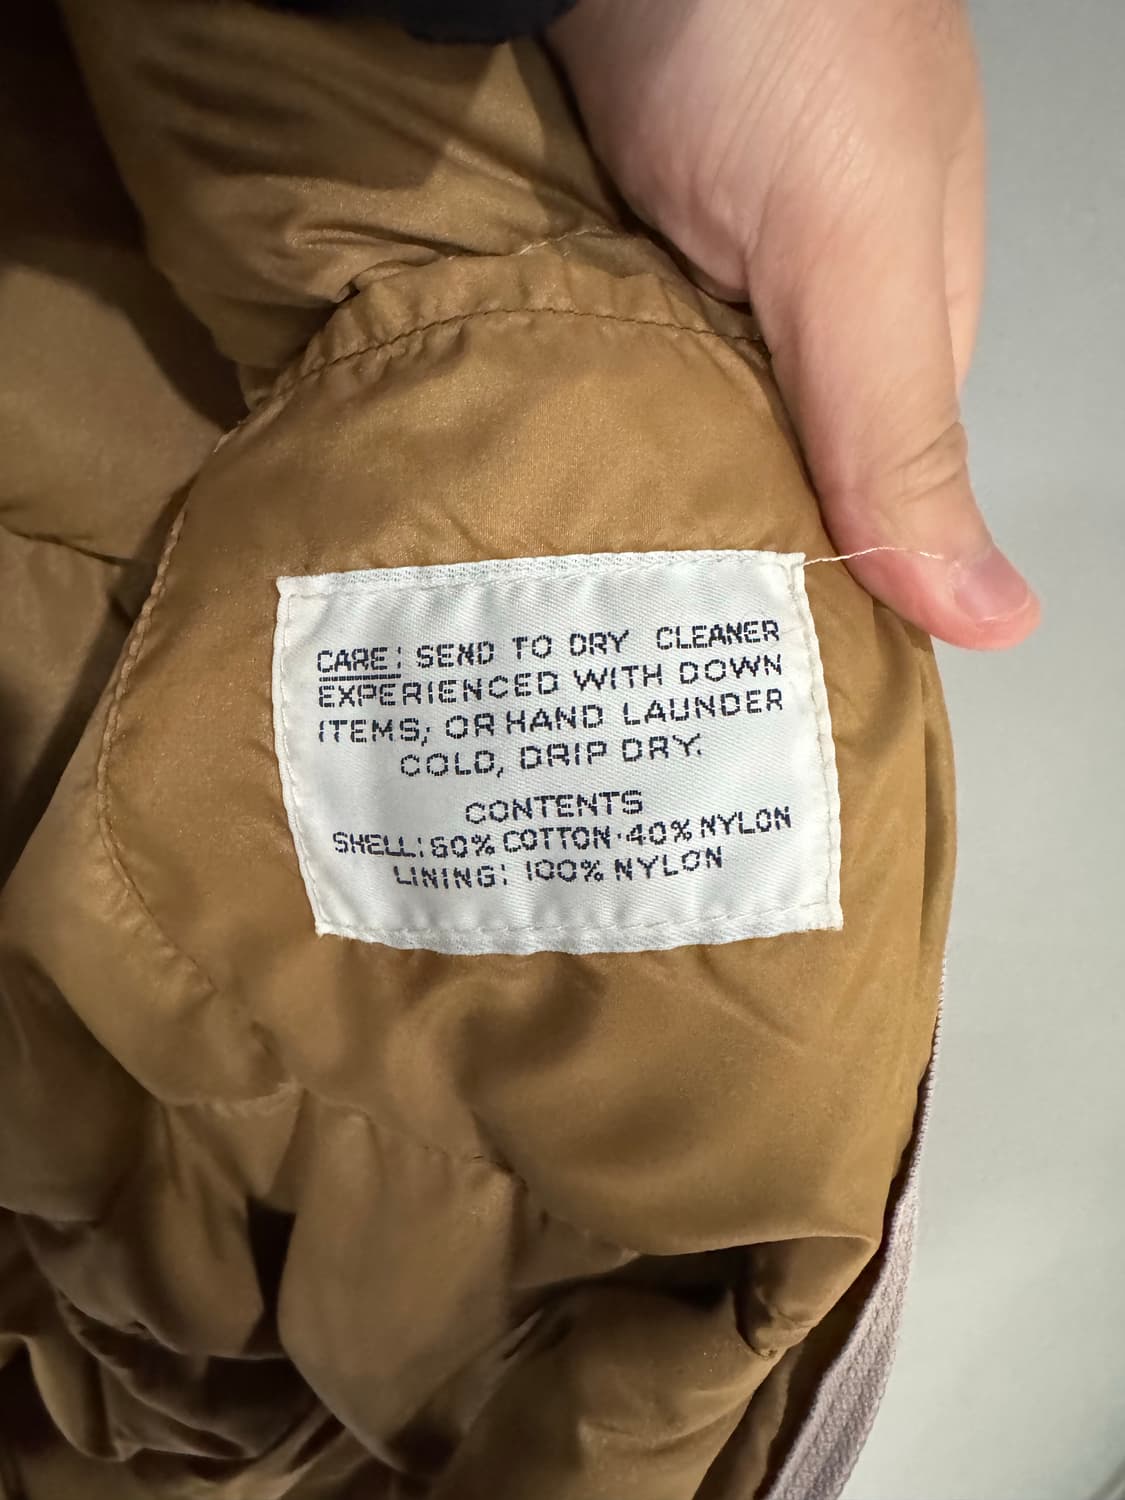 CARE: SEND TO DRY CLEANER
EXPERIENCED WITH DOWN
ITEMS; OR HAND LAUNDER
COLD, DRIP DRY.
CONTENTS
SHELL: 60% COTTON·40% NYLON
LINING: 100% NYLON